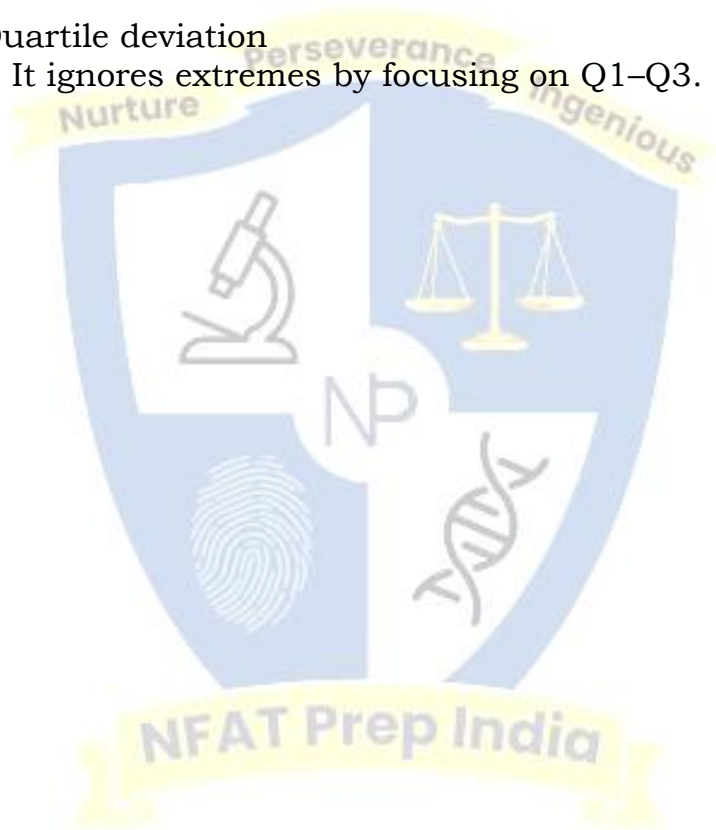 uartile deviation
It ignores extremes by focusing on Q1–Q3.
Perseverance
Nurture
Ingenious
NP
NFAT Prep India